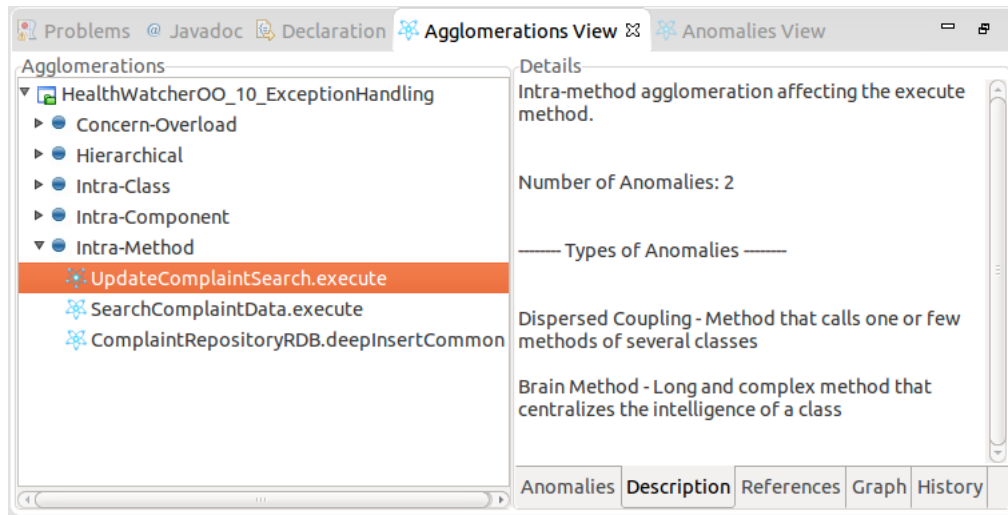 Problems @ Javadoc Declaration Agglomerations View Anomalies View
Agglomerations
HealthWatcherOO_10_ExceptionHandling
Concern-Overload
Hierarchical
Intra-Class
Intra-Component
Intra-Method
UpdateComplaintSearch.execute
SearchComplaintData.execute
ComplaintRepositoryRDB.deepInsertCommon
Details
Intra-method agglomeration affecting the execute
method.
Number of Anomalies: 2
-------- Types of Anomalies --------
Dispersed Coupling - Method that calls one or few
methods of several classes
Brain Method - Long and complex method that
centralizes the intelligence of a class
Anomalies Description References Graph History